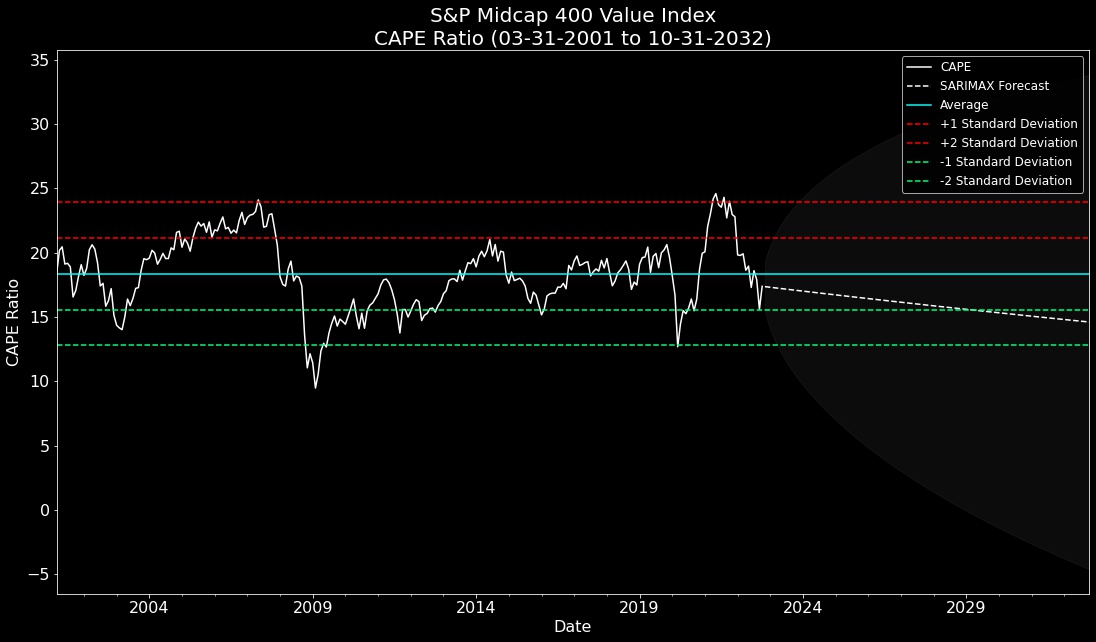 S&P Midcap 400 Value Index
CAPE Ratio (03-31-2001 to 10-31-2032)
CAPE
SARIMAX Forecast
Average
+1 Standard Deviation
+2 Standard Deviation
-1 Standard Deviation
-2 Standard Deviation
CAPE Ratio
35
30
25
20
15
10
5
0
−5
2004 2009 2014 2019 2024 2029
Date